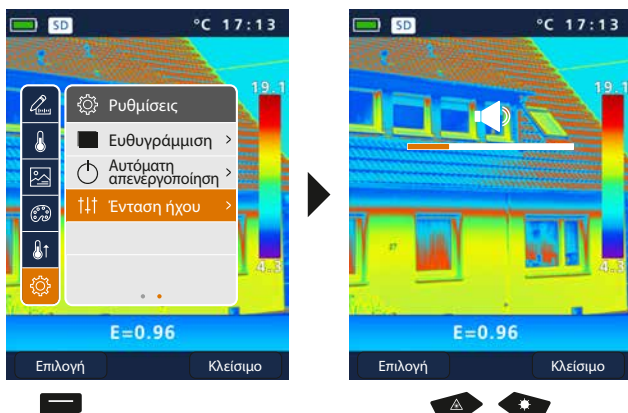 SD °C 17:13
19.1
Ρυθμίσεις
Ευθυγράμμιση
Αυτόματη
απενεργοποίηση
Ένταση ήχου
4.3
E=0.96
Επιλογή Κλείσιμο
SD °C 17:13
19.1
27
4.3
E=0.96
Επιλογή Κλείσιμο